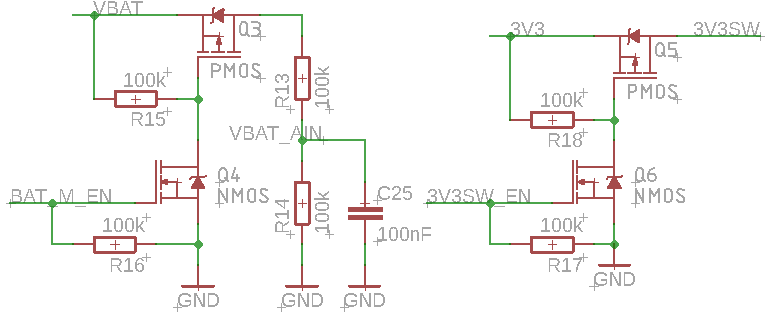 VBAT
Q3
PMOS
100k
R15
R13
100k
VBAT_AIN
Q4
NMOS
BAT_M_EN
100k
R16
R14
100k
C25
100nF
GND
GND
GND
3V3
3V3SW
Q5
PMOS
100k
R18
Q6
NMOS
3V3SW_EN
100k
R17
GND